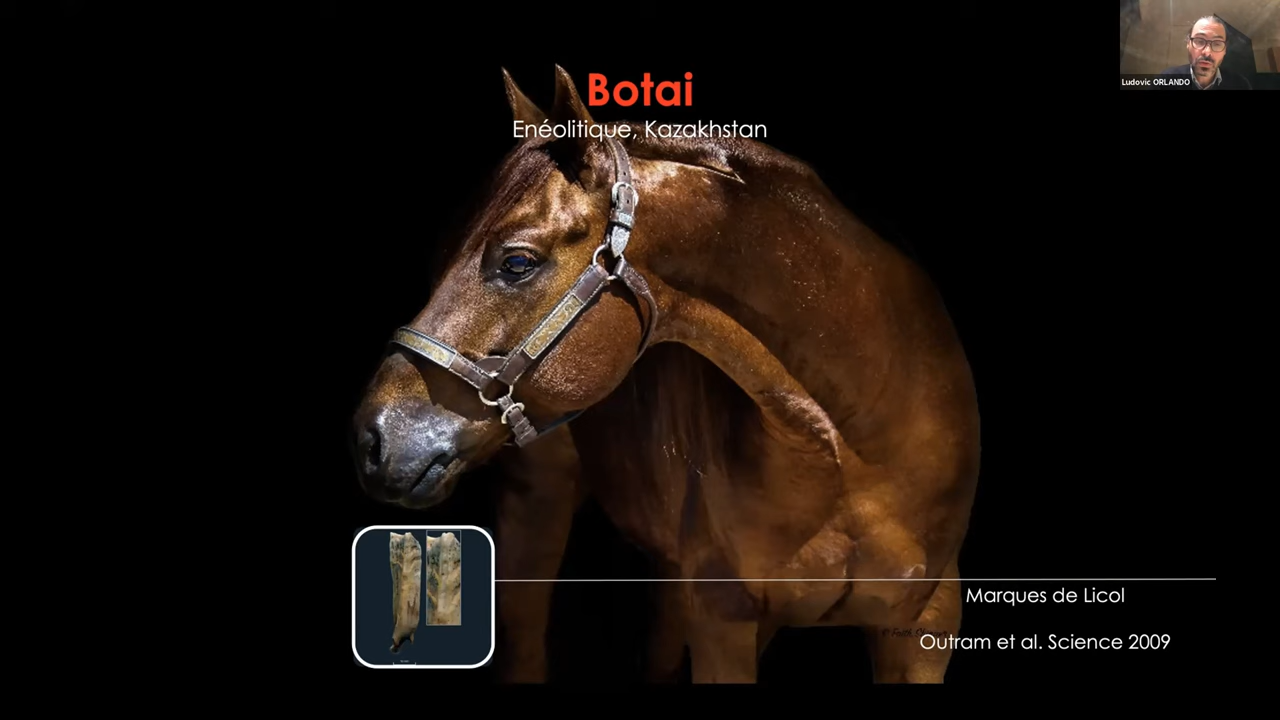 Ludovic ORLANDO
Botai
Enéolitique, Kazakhstan
Marques de Licol
Outram et al. Science 2009